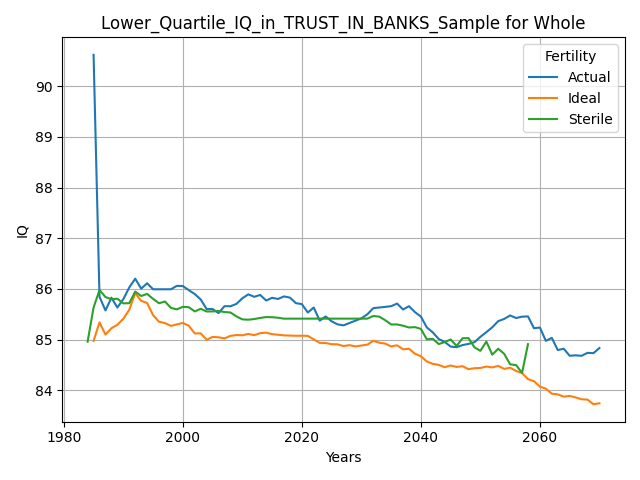 Lower_Quartile_IQ_in_TRUST_IN_BANKS_Sample for Whole
Fertility
Actual
Ideal
Sterile
IQ
90
89
88
87
86
85
84
1980
2000
2020
2040
2060
Years